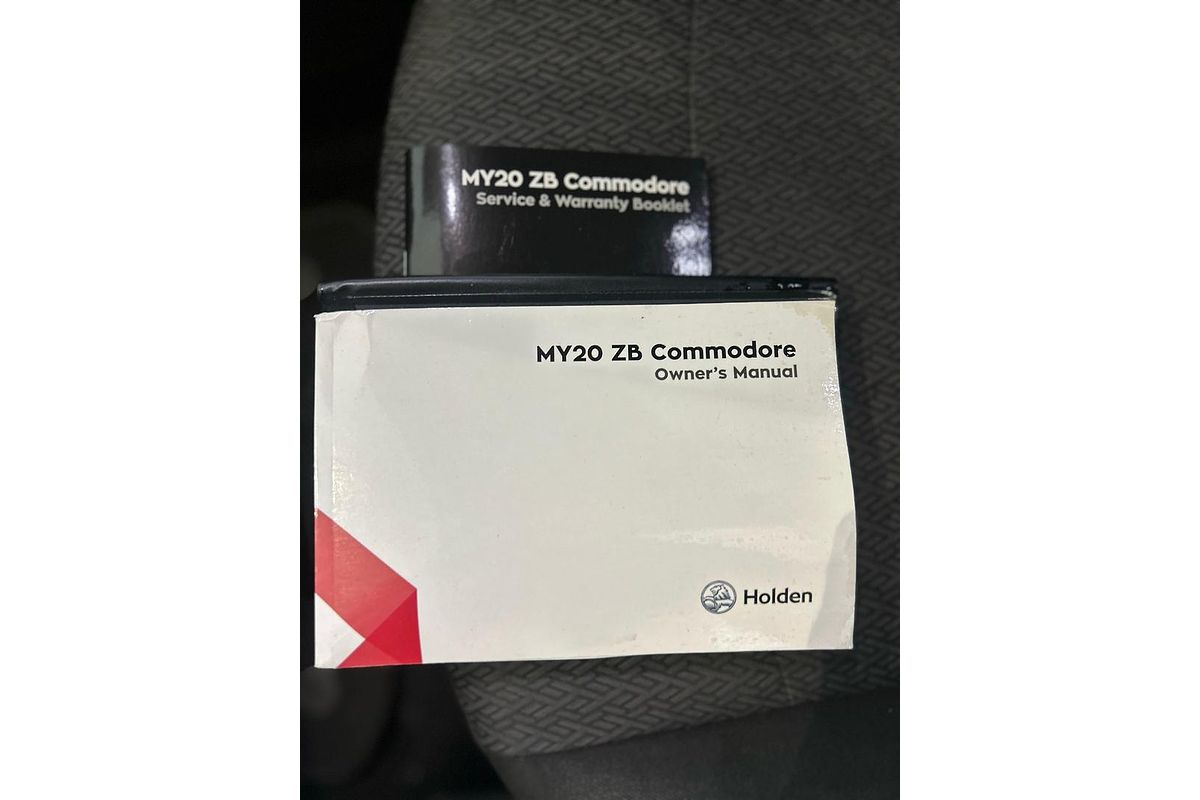 MY20 ZB Commodore
Service & Warranty Booklet
MY20 ZB Commodore
Owner's Manual
Holden